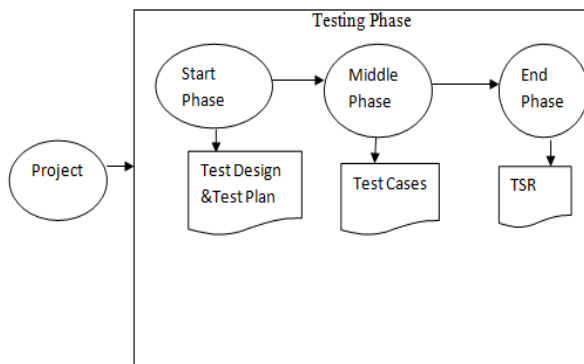 Testing Phase
Start
Phase
Middle
Phase
End
Phase
Project
Test Design
&Test Plan
Test Cases
TSR